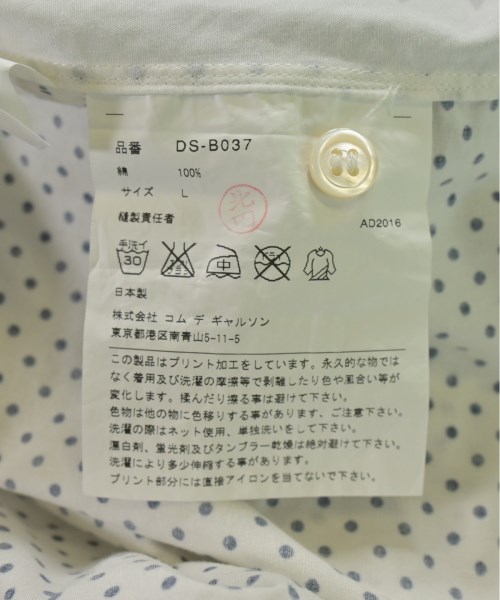 品番 DS-B037
綿 100%
サイズ L
縫製責任者
AD2016
手洗イ
30
中
ドライ
日本製
株式会社 コム デ ギャルソン
東京都港区南青山5-11-5
この製品はプリント加工をしています。永久的な物では
なく着用及び洗濯の摩擦等で剥離したり色や風合い等が
変化します。揉んだり擦る事は避けて下さい。
色物は他の物に色移りする事があります、ご注意下さい。
洗濯の際はネット使用、単独洗いをして下さい。
漂白剤、蛍光剤及びタンブラー乾燥は絶対避けて下さい。
洗濯により多少伸縮する事があります。
プリント部分には直接アイロンを当てないで下さい。